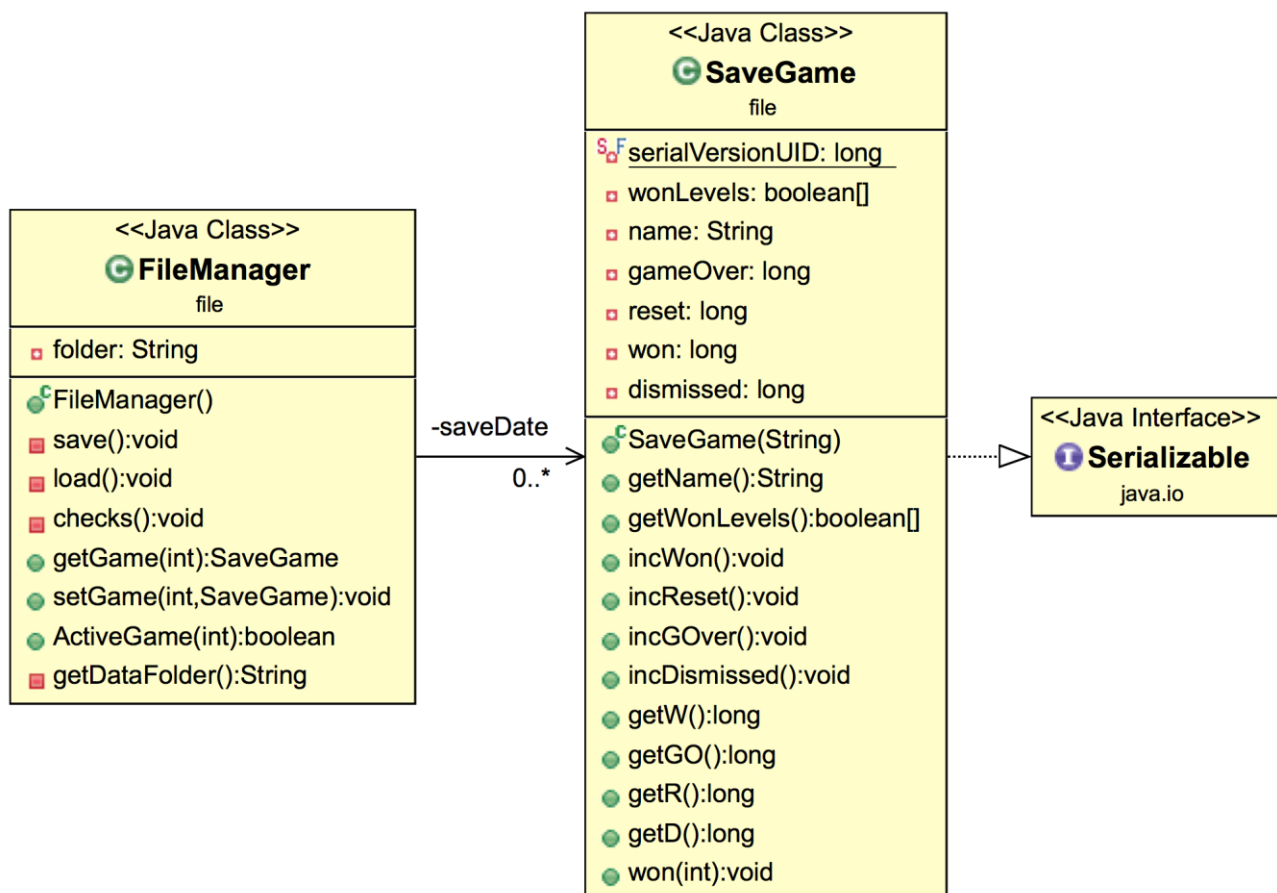 <<Java Class>>
FileManager
file
folder: String
FileManager()
save():void
load():void
checks():void
getGame(int):SaveGame
setGame(int,SaveGame):void
ActiveGame(int):boolean
getDataFolder():String
-saveDate
0..*
<<Java Class>>
SaveGame
file
serialVersionUID: long
wonLevels: boolean[]
name: String
gameOver: long
reset: long
won: long
dismissed: long
SaveGame(String)
getName():String
getWonLevels():boolean[]
incWon():void
incReset():void
incGOver():void
incDismissed():void
getW():long
getGO():long
getR():long
getD():long
won(int):void
<<Java Interface>>
Serializable
java.io